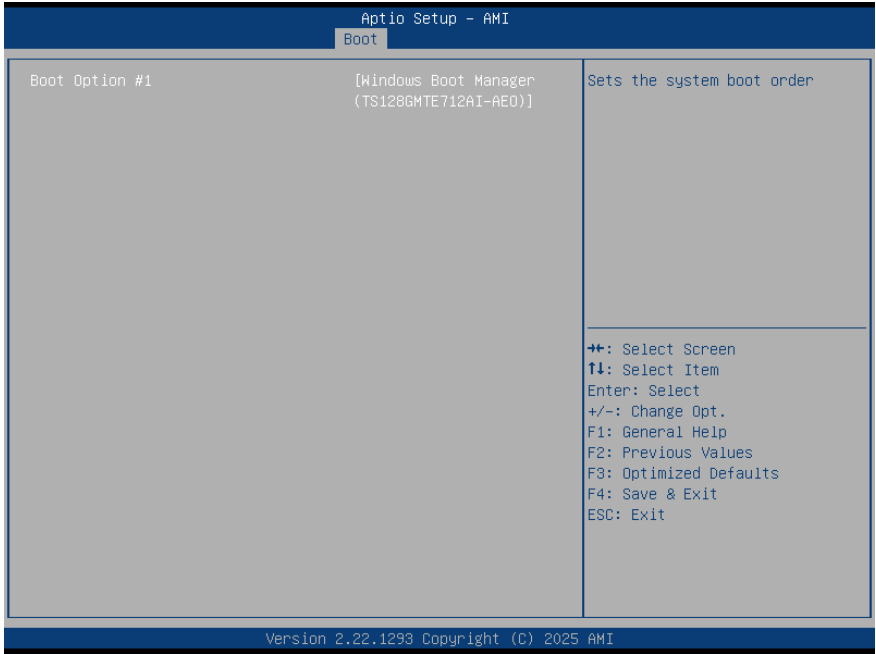 Aptio Setup – AMI
Boot
Boot Option #1
[Windows Boot Manager
(TS128GMTE712AI-AEO)]
Sets the system boot order
→←: Select Screen
↑↓: Select Item
Enter: Select
+/-: Change Opt.
F1: General Help
F2: Previous Values
F3: Optimized Defaults
F4: Save & Exit
ESC: Exit
Version 2.22.1293 Copyright (C) 2025 AMI